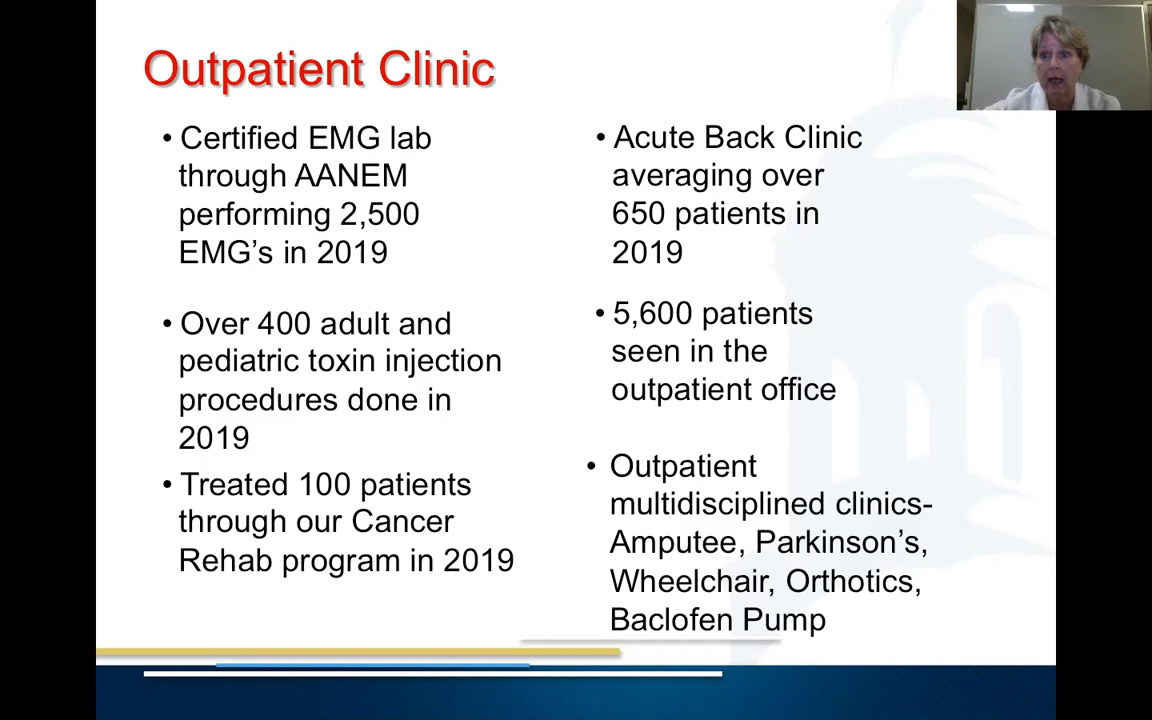 Outpatient Clinic
• Certified EMG lab
through AANEM
performing 2,500
EMG’s in 2019
• Over 400 adult and
pediatric toxin injection
procedures done in
2019
• Treated 100 patients
through our Cancer
Rehab program in 2019
• Acute Back Clinic
averaging over
650 patients in
2019
• 5,600 patients
seen in the
outpatient office
• Outpatient
multidisciplined clinics-
Amputee, Parkinson’s,
Wheelchair, Orthotics,
Baclofen Pump